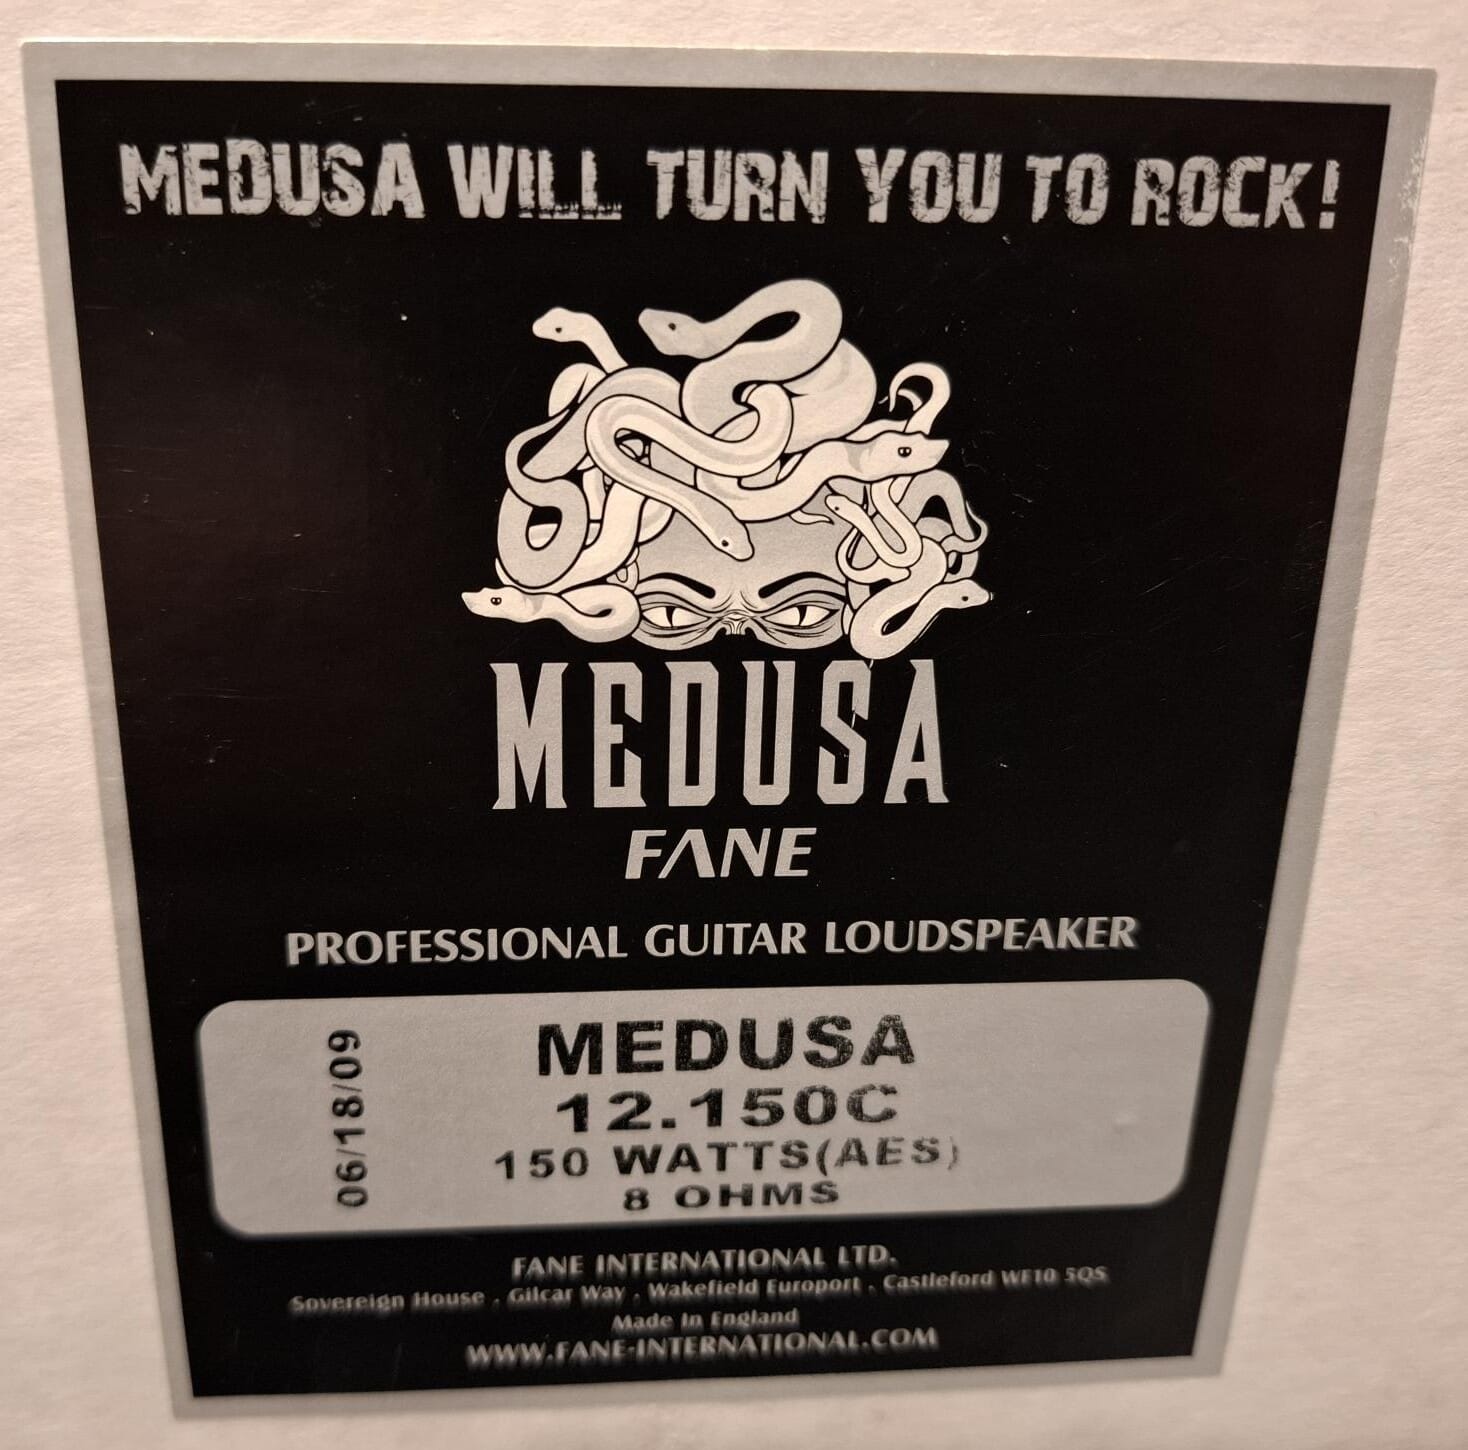 MEDUSA WILL TURN YOU TO ROCK!
MEDUSA
FANE
PROFESSIONAL GUITAR LOUDSPEAKER
06/18/09
MEDUSA
12.150C
150 WATTS(AES)
8 OHMS
FANE INTERNATIONAL LTD.
Sovereign House . Gilcar Way . Wakefield Europort . Castleford WF10 5QS
Made In England
WWW.FANE-INTERNATIONAL.COM